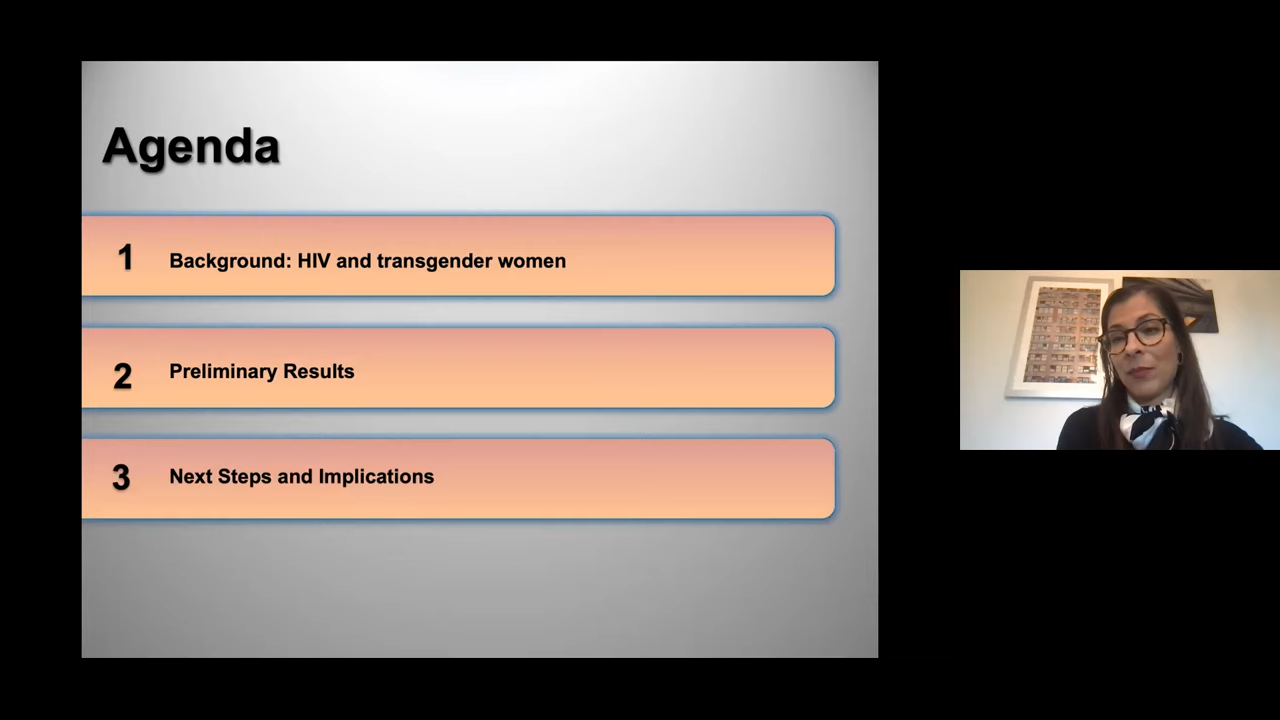 Agenda
1 Background: HIV and transgender women
2 Preliminary Results
3 Next Steps and Implications